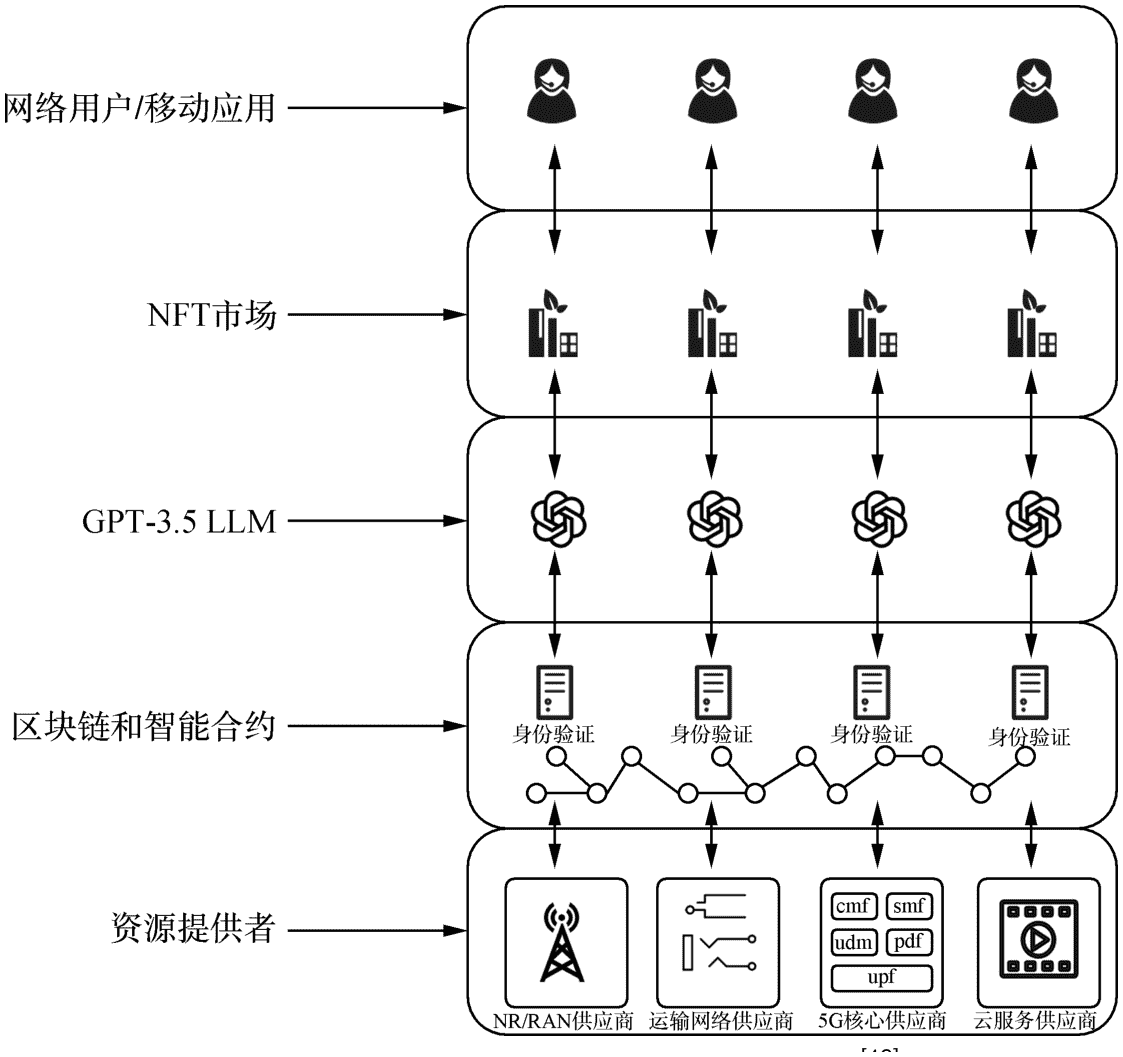 网络用户/移动应用
NFT市场
GPT-3.5 LLM
区块链和智能合约
身份验证
身份验证
身份验证
身份验证
资源提供者
cmf
smf
udm
pdf
upf
NR/RAN供应商
运输网络供应商
5G核心供应商
云服务供应商